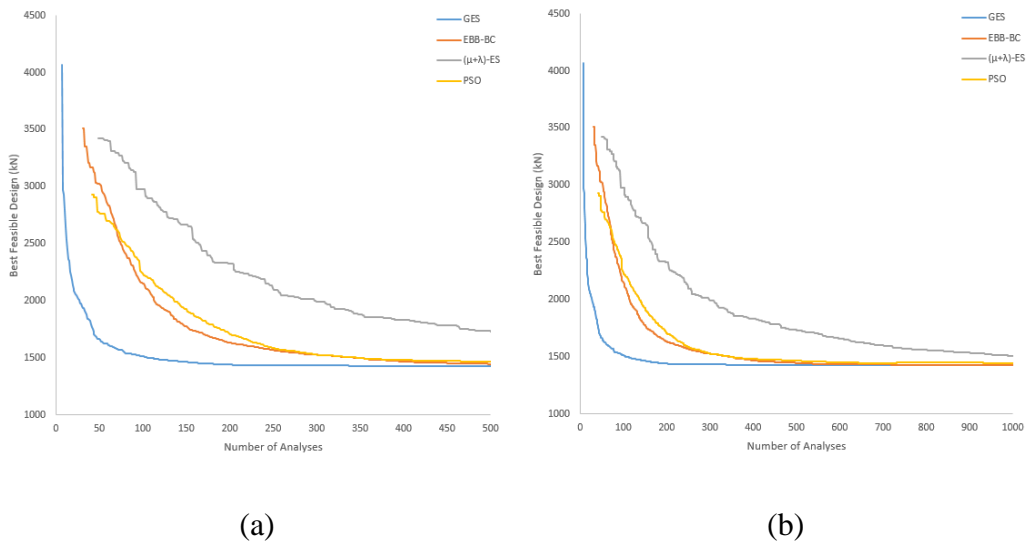 4500
4000
3500
3000
2500
2000
1500
1000
Best Feasible Design (kN)
0 50 100 150 200 250 300 350 400 450 500
Number of Analyses
GES
EBB-BC
(μ+λ)-ES
PSO
(a)
4500
4000
3500
3000
2500
2000
1500
1000
Best Feasible Design (kN)
0 100 200 300 400 500 600 700 800 900 1000
Number of Analyses
GES
EBB-BC
(μ+λ)-ES
PSO
(b)